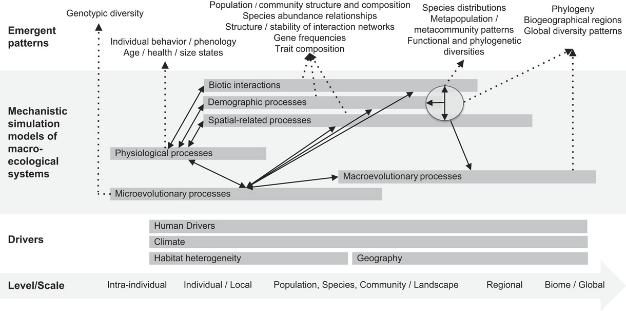 Emergent
patterns
Genotypic diversity
Individual behavior / phenology
Age / health / size states
Population / community structure and composition
Species abundance relationships
Structure / stability of interaction networks
Gene frequencies
Trait composition
Species distributions
Metapopulation /
metacommunity patterns
Functional and phylogenetic
diversities
Phylogeny
Biogeographical regions
Global diversity patterns
Mechanistic
simulation
models of
macro-
ecological
systems
Biotic interactions
Demographic processes
Spatial-related processes
Physiological processes
Macroevolutionary processes
Microevolutionary processes
Drivers
Human Drivers
Climate
Habitat heterogeneity
Geography
Level/Scale
Intra-individual
Individual / Local
Population, Species, Community / Landscape
Regional
Biome / Global